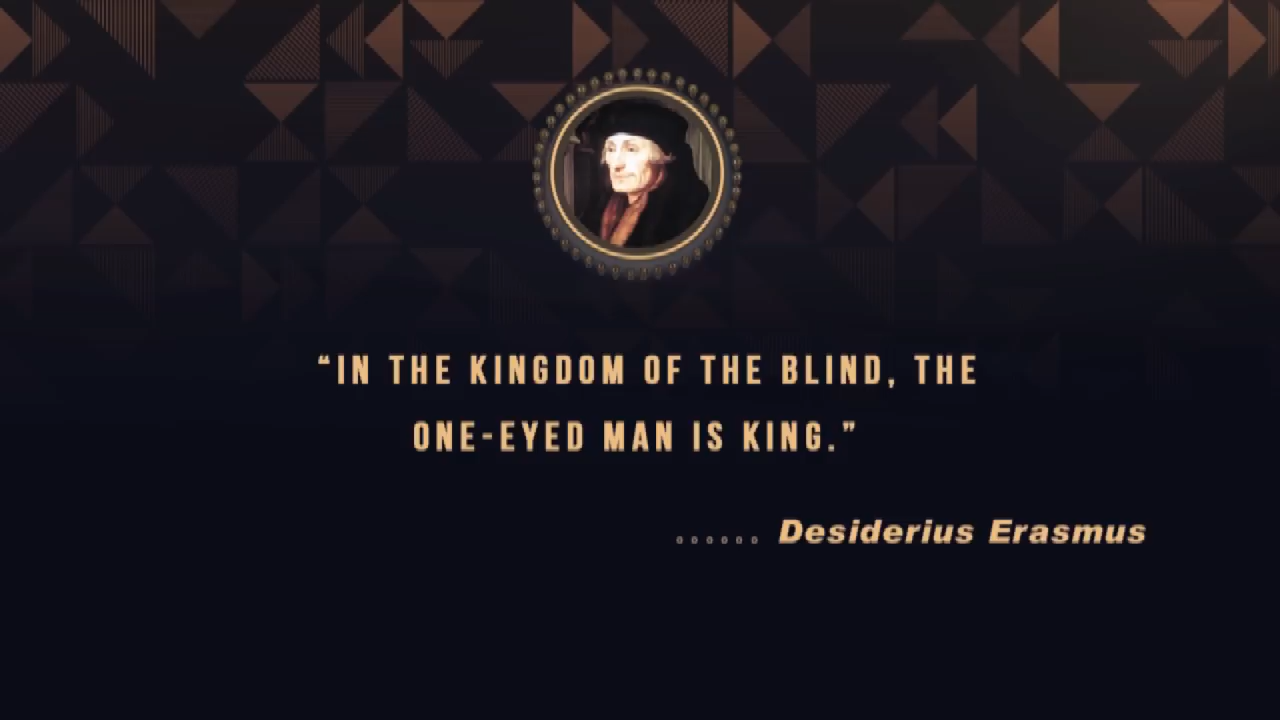 “IN THE KINGDOM OF THE BLIND, THE
ONE-EYED MAN IS KING.”
...... Desiderius Erasmus